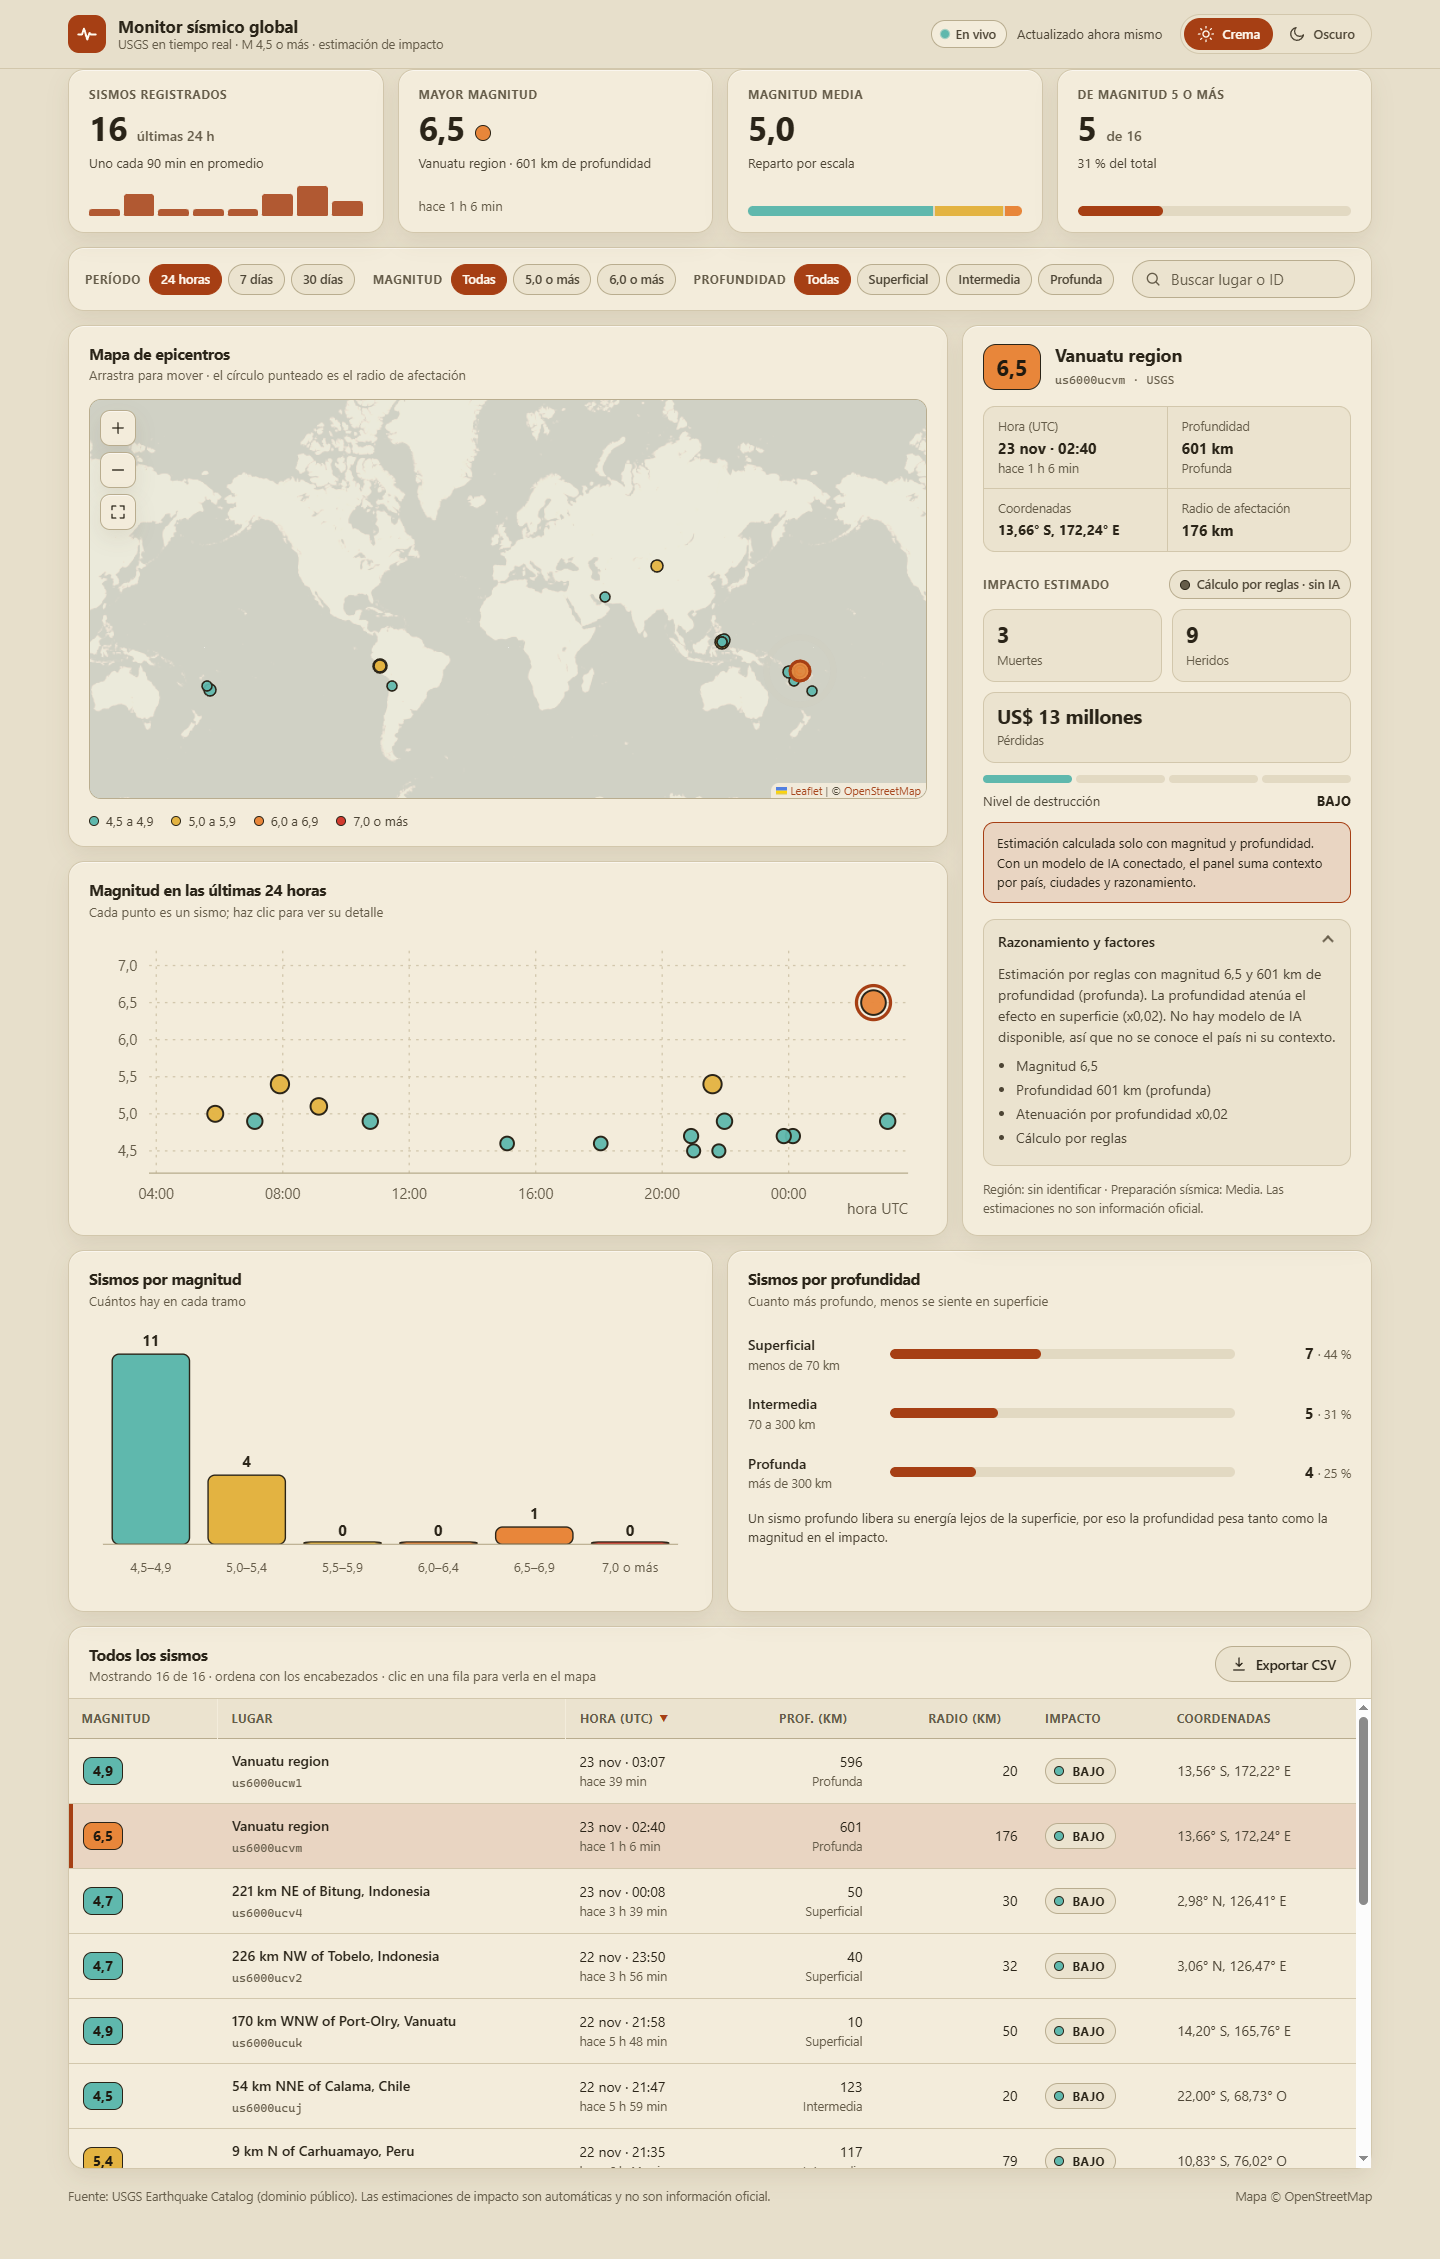 Monitor sísmico global
USGS en tiempo real · M 4,5 o más · estimación de impacto
En vivo
Actualizado ahora mismo
Crema
Oscuro
SISMOS REGISTRADOS
16 últimas 24 h
Uno cada 90 min en promedio
MAYOR MAGNITUD
6,5
Vanuatu region · 601 km de profundidad
hace 1 h 6 min
MAGNITUD MEDIA
5,0
Reparto por escala
DE MAGNITUD 5 O MÁS
5 de 16
31 % del total
PERÍODO 24 horas 7 días 30 días MAGNITUD Todas 5,0 o más 6,0 o más PROFUNDIDAD Todas Superficial Intermedia Profunda Buscar lugar o ID
Mapa de epicentros
Arrastra para mover · el círculo punteado es el radio de afectación
Leaflet | © OpenStreetMap
4,5 a 4,9 5,0 a 5,9 6,0 a 6,9 7,0 o más
6,5
Vanuatu region
us6000ucvm · USGS
Hora (UTC)
23 nov · 02:40
hace 1 h 6 min
Profundidad
601 km
Profunda
Coordenadas
13,66° S, 172,24° E
Radio de afectación
176 km
IMPACTO ESTIMADO
Cálculo por reglas · sin IA
3
Muertes
9
Heridos
US$ 13 millones
Pérdidas
Nivel de destrucción BAJO
Estimación calculada solo con magnitud y profundidad.
Con un modelo de IA conectado, el panel suma contexto
por país, ciudades y razonamiento.
Razonamiento y factores
Estimación por reglas con magnitud 6,5 y 601 km de
profundidad (profunda). La profundidad atenúa el
efecto en superficie (x0,02). No hay modelo de IA
disponible, así que no se conoce el país ni su contexto.
• Magnitud 6,5
• Profundidad 601 km (profunda)
• Atenuación por profundidad x0,02
• Cálculo por reglas
Región: sin identificar · Preparación sísmica: Media. Las
estimaciones no son información oficial.
Magnitud en las últimas 24 horas
Cada punto es un sismo; haz clic para ver su detalle
7,0
6,5
6,0
5,5
5,0
4,5
04:00 08:00 12:00 16:00 20:00 00:00
hora UTC
Sismos por magnitud
Cuántos hay en cada tramo
11
4
0
0
1
0
4,5–4,9 5,0–5,4 5,5–5,9 6,0–6,4 6,5–6,9 7,0 o más
Sismos por profundidad
Cuanto más profundo, menos se siente en superficie
Superficial
menos de 70 km
7 · 44 %
Intermedia
70 a 300 km
5 · 31 %
Profunda
más de 300 km
4 · 25 %
Un sismo profundo libera su energía lejos de la superficie, por eso la profundidad pesa tanto como la
magnitud en el impacto.
Todos los sismos
Mostrando 16 de 16 · ordena con los encabezados · clic en una fila para verla en el mapa
Exportar CSV
MAGNITUD LUGAR HORA (UTC) PROF. (KM) RADIO (KM) IMPACTO COORDENADAS
4,9 Vanuatu region 23 nov · 03:07 596 20 BAJO 13,56° S, 172,22° E
us6000ucw1 hace 39 min Profunda
6,5 Vanuatu region 23 nov · 02:40 601 176 BAJO 13,66° S, 172,24° E
us6000ucvm hace 1 h 6 min Profunda
4,7 221 km NE of Bitung, Indonesia 23 nov · 00:08 50 30 BAJO 2,98° N, 126,41° E
us6000ucv4 hace 3 h 39 min Superficial
4,7 226 km NW of Tobelo, Indonesia 22 nov · 23:50 40 32 BAJO 3,06° N, 126,47° E
us6000ucv2 hace 3 h 56 min Superficial
4,9 170 km WNW of Port-Olry, Vanuatu 22 nov · 21:58 10 50 BAJO 14,20° S, 165,76° E
us6000ucuk hace 5 h 48 min Superficial
4,5 54 km NNE of Calama, Chile 22 nov · 21:47 123 20 BAJO 22,00° S, 68,73° O
us6000ucuj hace 5 h 59 min Intermedia
5,4 9 km N of Carhuamayo, Peru 22 nov · 21:35 117 79 BAJO 10,83° S, 76,02° O
Fuente: USGS Earthquake Catalog (dominio público). Las estimaciones de impacto son automáticas y no son información oficial.
Mapa © OpenStreetMap